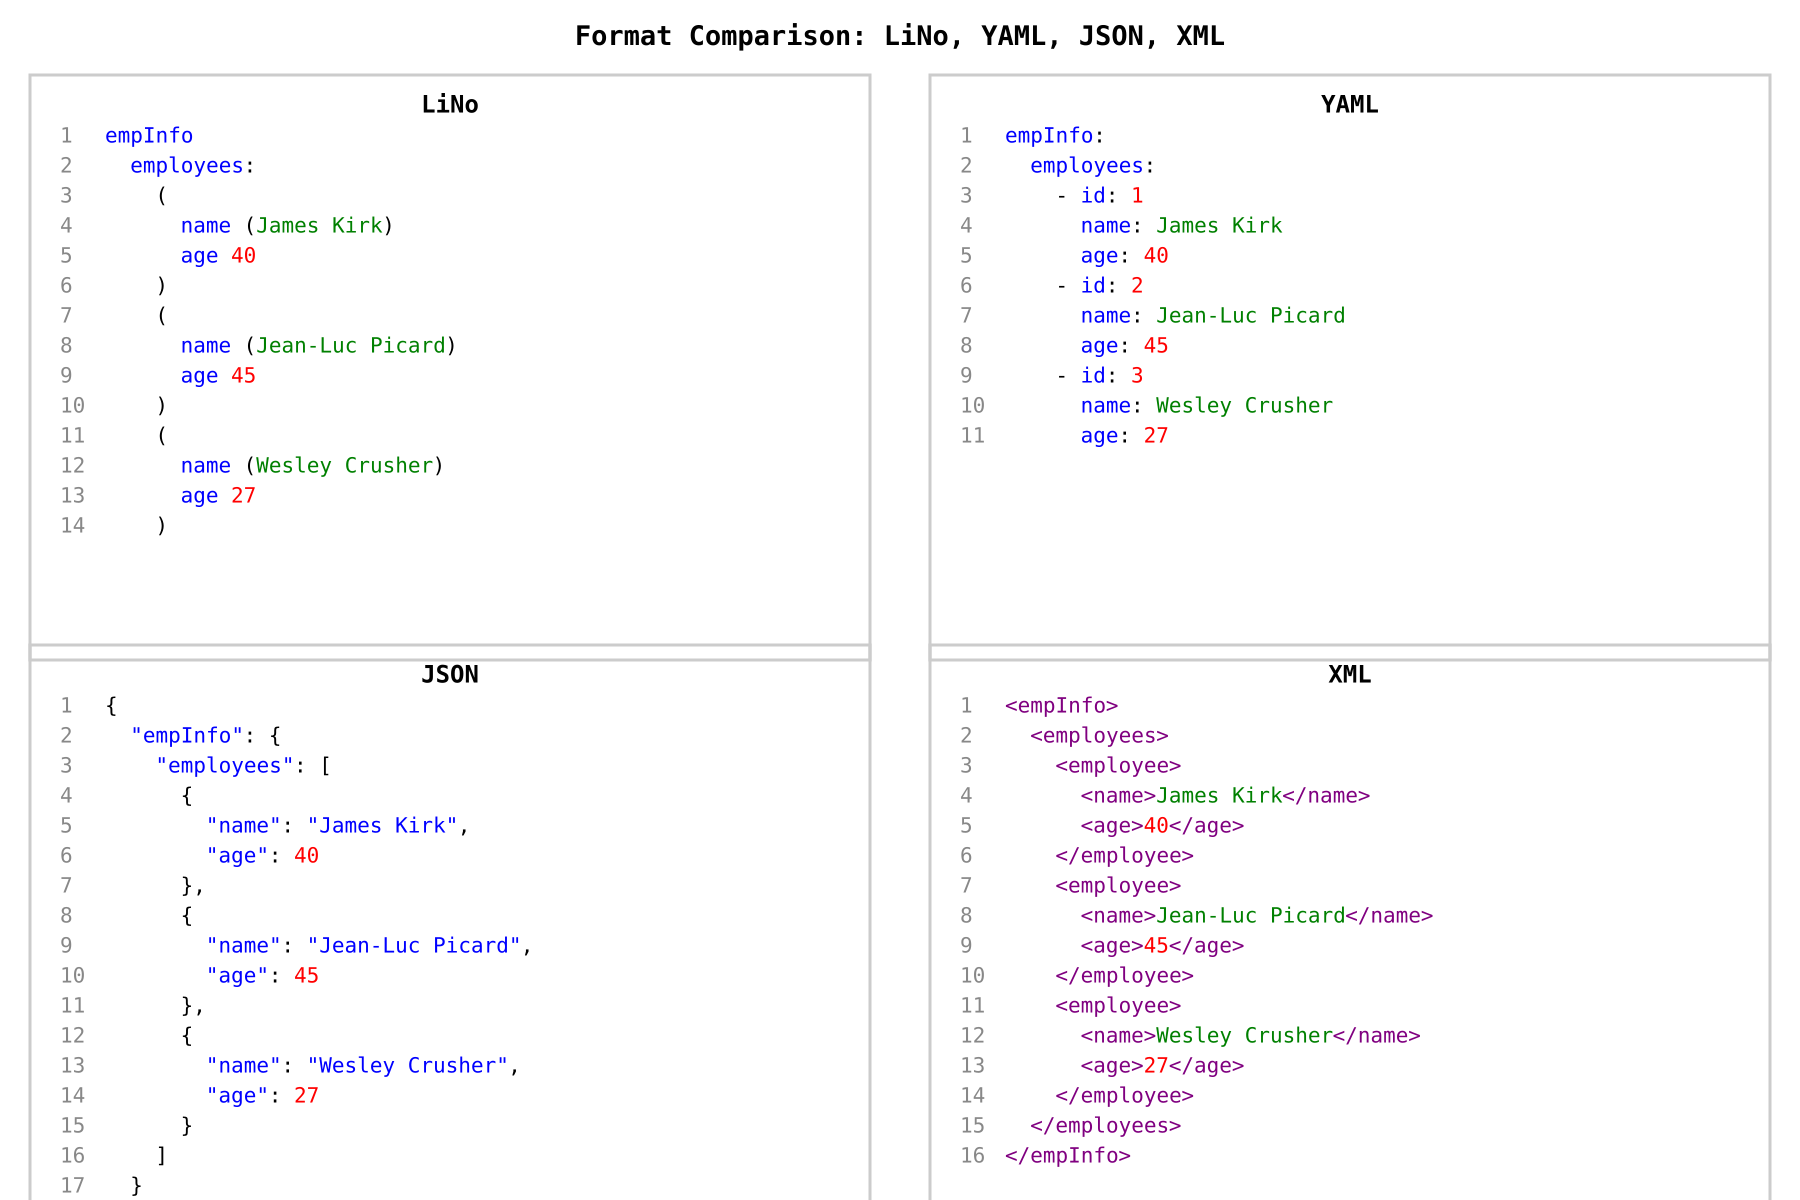 Format Comparison: LiNo, YAML, JSON, XML
LiNo
1 empInfo
2   employees:
3     (
4       name (James Kirk)
5       age 40
6     )
7     (
8       name (Jean-Luc Picard)
9       age 45
10     )
11     (
12       name (Wesley Crusher)
13       age 27
14     )
YAML
1 empInfo:
2   employees:
3     - id: 1
4       name: James Kirk
5       age: 40
6     - id: 2
7       name: Jean-Luc Picard
8       age: 45
9     - id: 3
10       name: Wesley Crusher
11       age: 27
JSON
1 {
2   "empInfo": {
3     "employees": [
4       {
5         "name": "James Kirk",
6         "age": 40
7       },
8       {
9         "name": "Jean-Luc Picard",
10         "age": 45
11       },
12       {
13         "name": "Wesley Crusher",
14         "age": 27
15       }
16     ]
17   }
XML
1 <empInfo>
2   <employees>
3     <employee>
4       <name>James Kirk</name>
5       <age>40</age>
6     </employee>
7     <employee>
8       <name>Jean-Luc Picard</name>
9       <age>45</age>
10     </employee>
11     <employee>
12       <name>Wesley Crusher</name>
13       <age>27</age>
14     </employee>
15   </employees>
16 </empInfo>